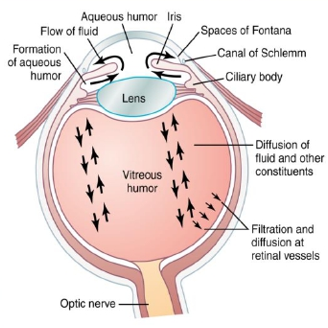 Aqueous humor
Iris
Flow of fluid
Spaces of Fontana
Formation
of aqueous
humor
Canal of Schlemm
Ciliary body
Lens
Vitreous
humor
Diffusion of
fluid and other
constituents
Filtration and
diffusion at
retinal vessels
Optic nerve